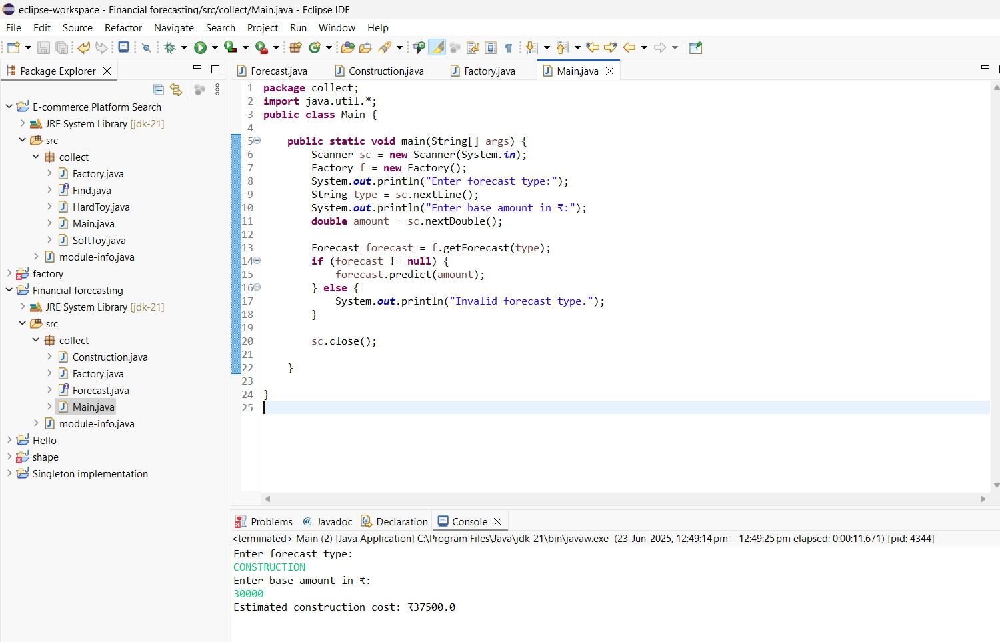 eclipse-workspace - Financial forecasting/src/collect/Main.java - Eclipse IDE
File Edit Source Refactor Navigate Search Project Run Window Help
Package Explorer
E-commerce Platform Search
JRE System Library [jdk-21]
src
collect
Factory.java
Find.java
HardToy.java
Main.java
SoftToy.java
module-info.java
factory
Financial forecasting
JRE System Library [jdk-21]
src
collect
Construction.java
Factory.java
Forecast.java
Main.java
module-info.java
Hello
shape
Singleton implementation
Forecast.java Construction.java Factory.java Main.java
1 package collect;
2 import java.util.*;
3 public class Main {
4
5 public static void main(String[] args) {
6 Scanner sc = new Scanner(System.in);
7 Factory f = new Factory();
8 System.out.println("Enter forecast type:");
9 String type = sc.nextLine();
10 System.out.println("Enter base amount in ₹:");
11 double amount = sc.nextDouble();
12
13 Forecast forecast = f.getForecast(type);
14 if (forecast != null) {
15 forecast.predict(amount);
16 } else {
17 System.out.println("Invalid forecast type.");
18 }
19
20 sc.close();
21
22 }
23
24 }
25
Problems @ Javadoc Declaration Console
<terminated> Main (2) [Java Application] C:\Program Files\Java\jdk-21\bin\javaw.exe (23-Jun-2025, 12:49:14 pm – 12:49:25 pm elapsed: 0:00:11.671) [pid: 4344]
Enter forecast type:
CONSTRUCTION
Enter base amount in ₹:
30000
Estimated construction cost: ₹37500.0